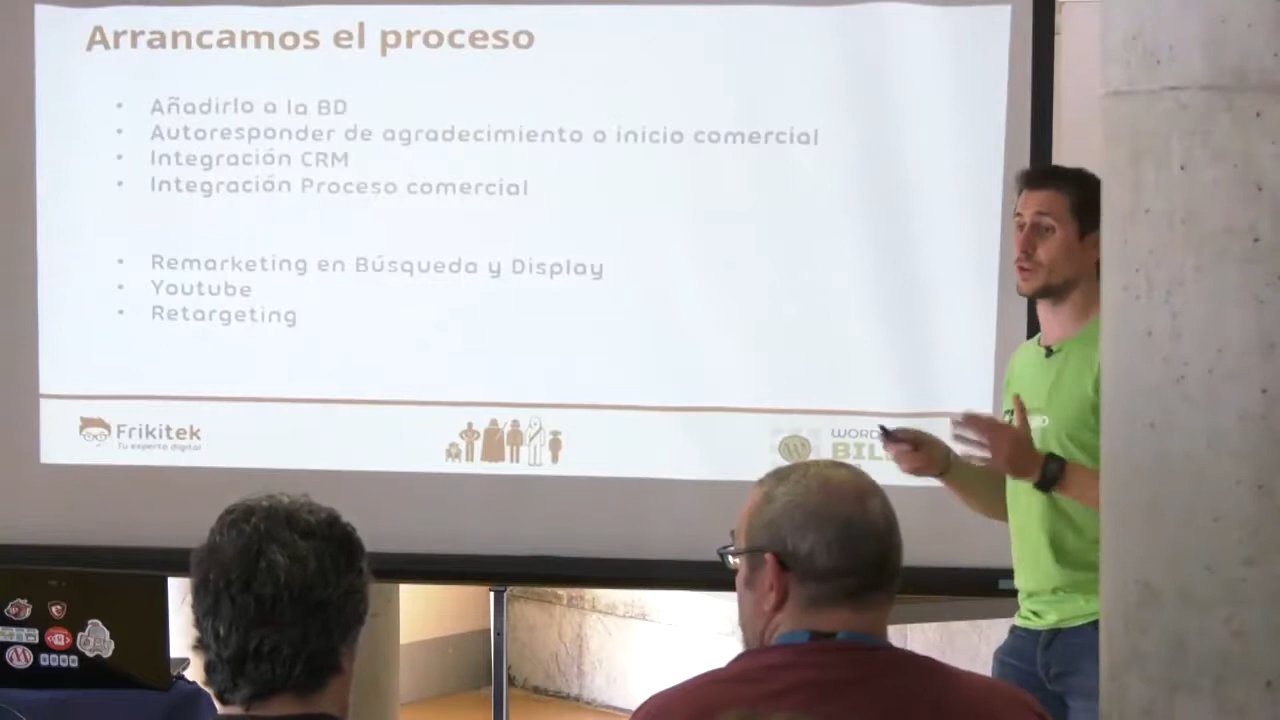 Arrancamos el proceso
• Añadirlo a la BD
• Autoresponder de agradecimiento o inicio comercial
• Integración CRM
• Integración Proceso comercial
• Remarketing en Búsqueda y Display
• Youtube
• Retargeting
Frikitek
Tu experto digital